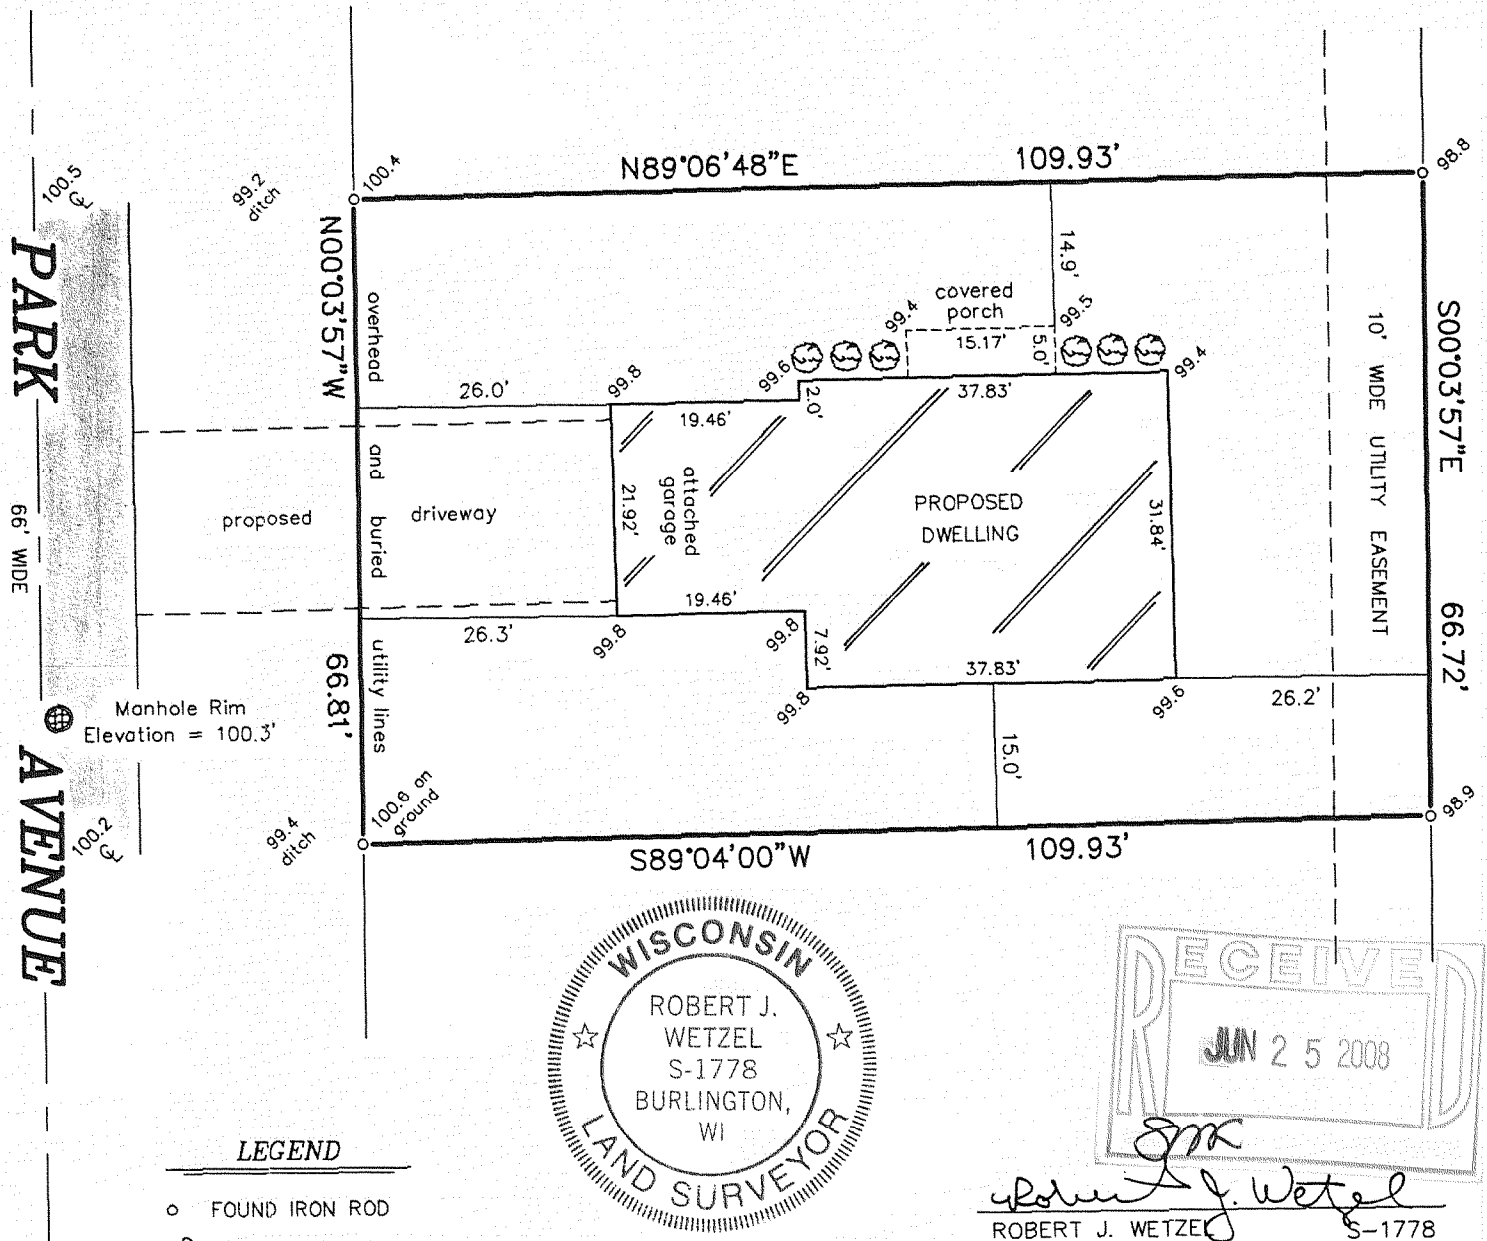 N89°06'48"E 109.93'
98.8
100.4
99.2
ditch
100.5
℄
PARK AVENUE
66' WIDE
N00°03'57"W 66.81'
overhead and buried utility lines
14.9'
covered
porch
99.4
99.5
15.17'
5.0'
99.4
37.83'
99.6
2.0'
99.8
26.0'
19.46'
10' WIDE UTILITY EASEMENT
S00°03'57"E 66.72'
attached
garage
21.92'
PROPOSED
DWELLING
31.84'
proposed driveway
19.46'
26.3'
99.8
99.8
7.92'
37.83'
99.8
99.6
26.2'
15.0'
Manhole Rim
Elevation = 100.3'
100.6 on
ground
99.4
ditch
100.2
℄
98.9
S89°04'00"W 109.93'
WISCONSIN
ROBERT J.
WETZEL
S-1778
BURLINGTON,
WI
LAND SURVEYOR
RECEIVED
JUN 25 2008
SMK
Robert J. Wetzel
ROBERT J. WETZEL S-1778
LEGEND
FOUND IRON ROD